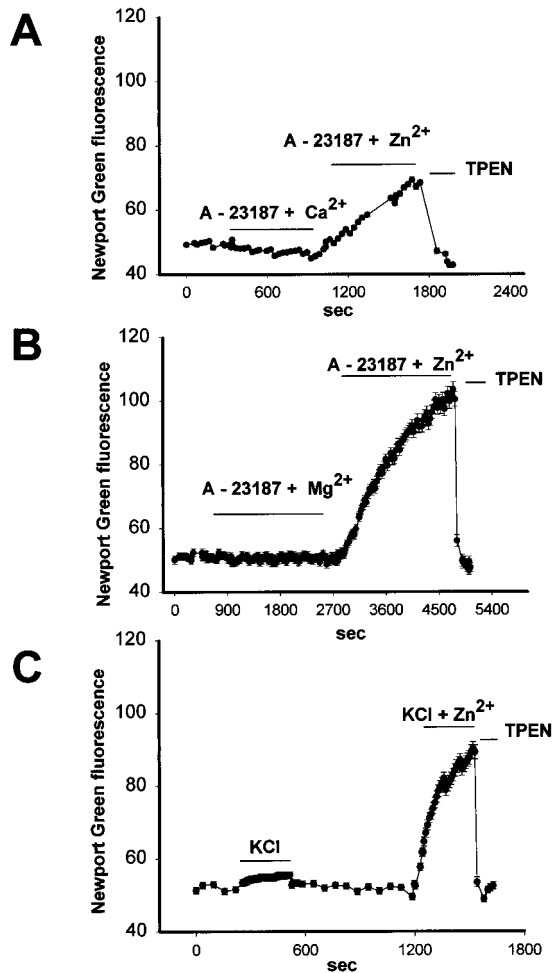 A
Newport Green fluorescence
120
100
80
60
40
A - 23187 + Zn2+
TPEN
A - 23187 + Ca2+
0 600 1200 1800 2400
sec
B
Newport Green fluorescence
120
100
80
60
40
A - 23187 + Zn2+
TPEN
A - 23187 + Mg2+
0 900 1800 2700 3600 4500 5400
sec
C
Newport Green fluorescence
120
100
80
60
40
KCl + Zn2+
TPEN
KCl
0 600 1200 1800
sec